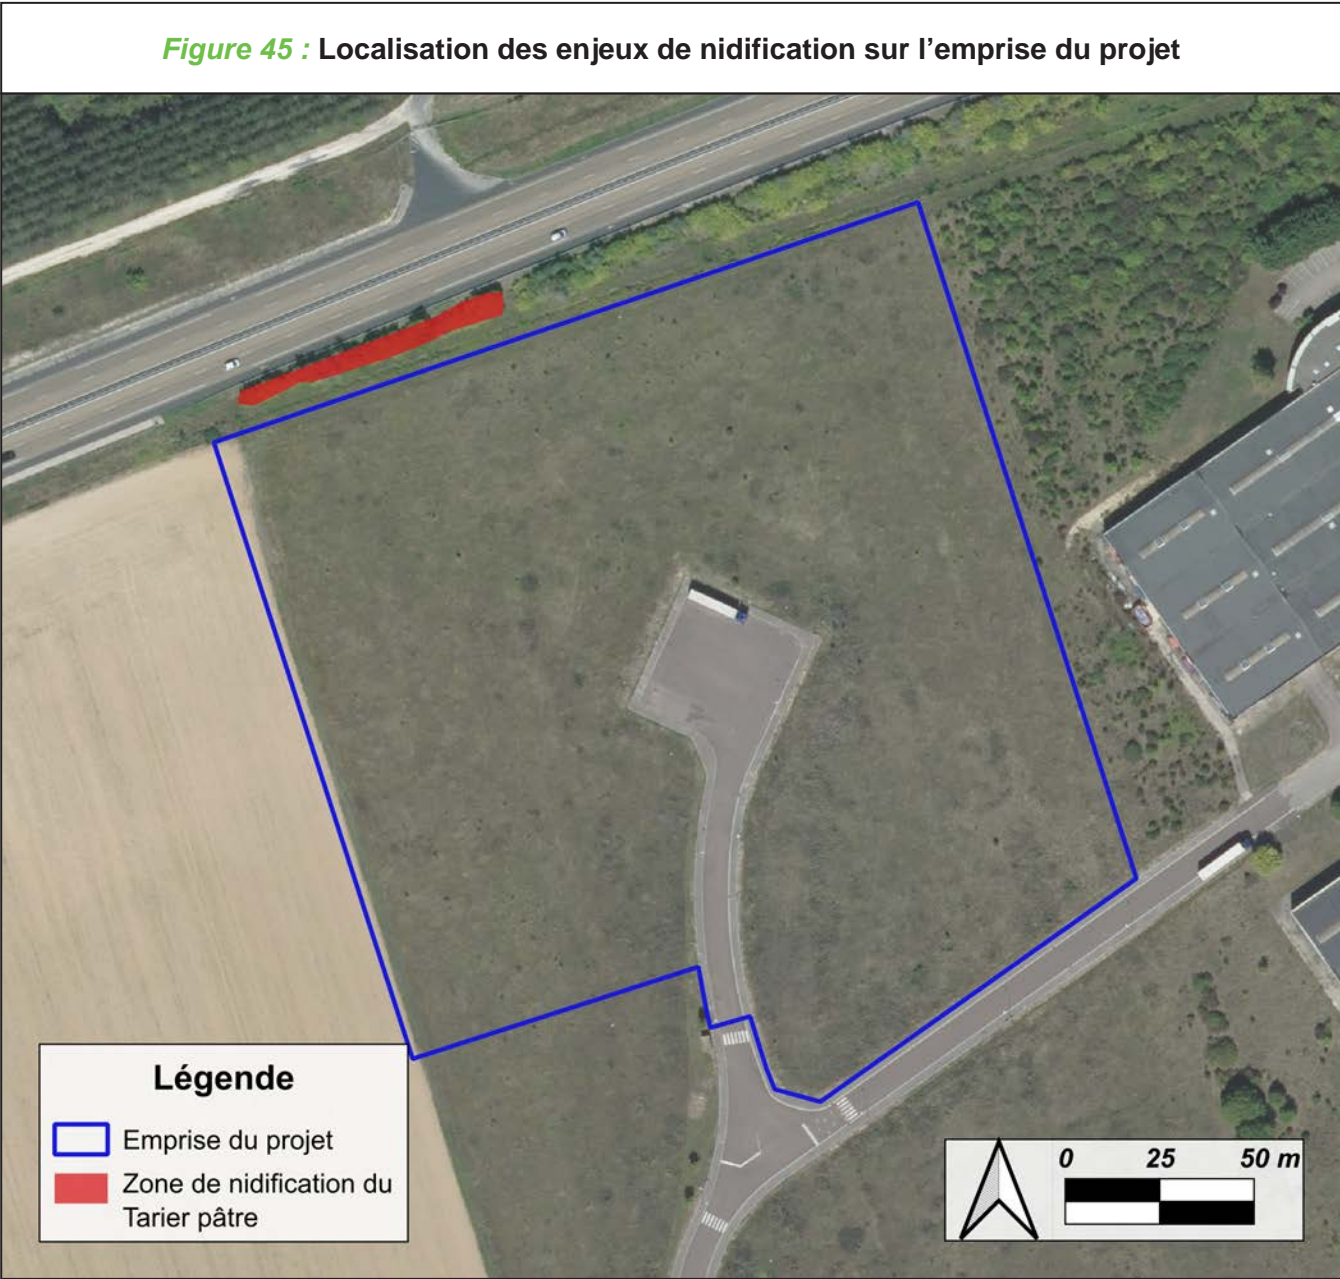 Figure 45 : Localisation des enjeux de nidification sur l’emprise du projet
Légende
Emprise du projet
Zone de nidification du
Tarier pâtre
0 25 50 m